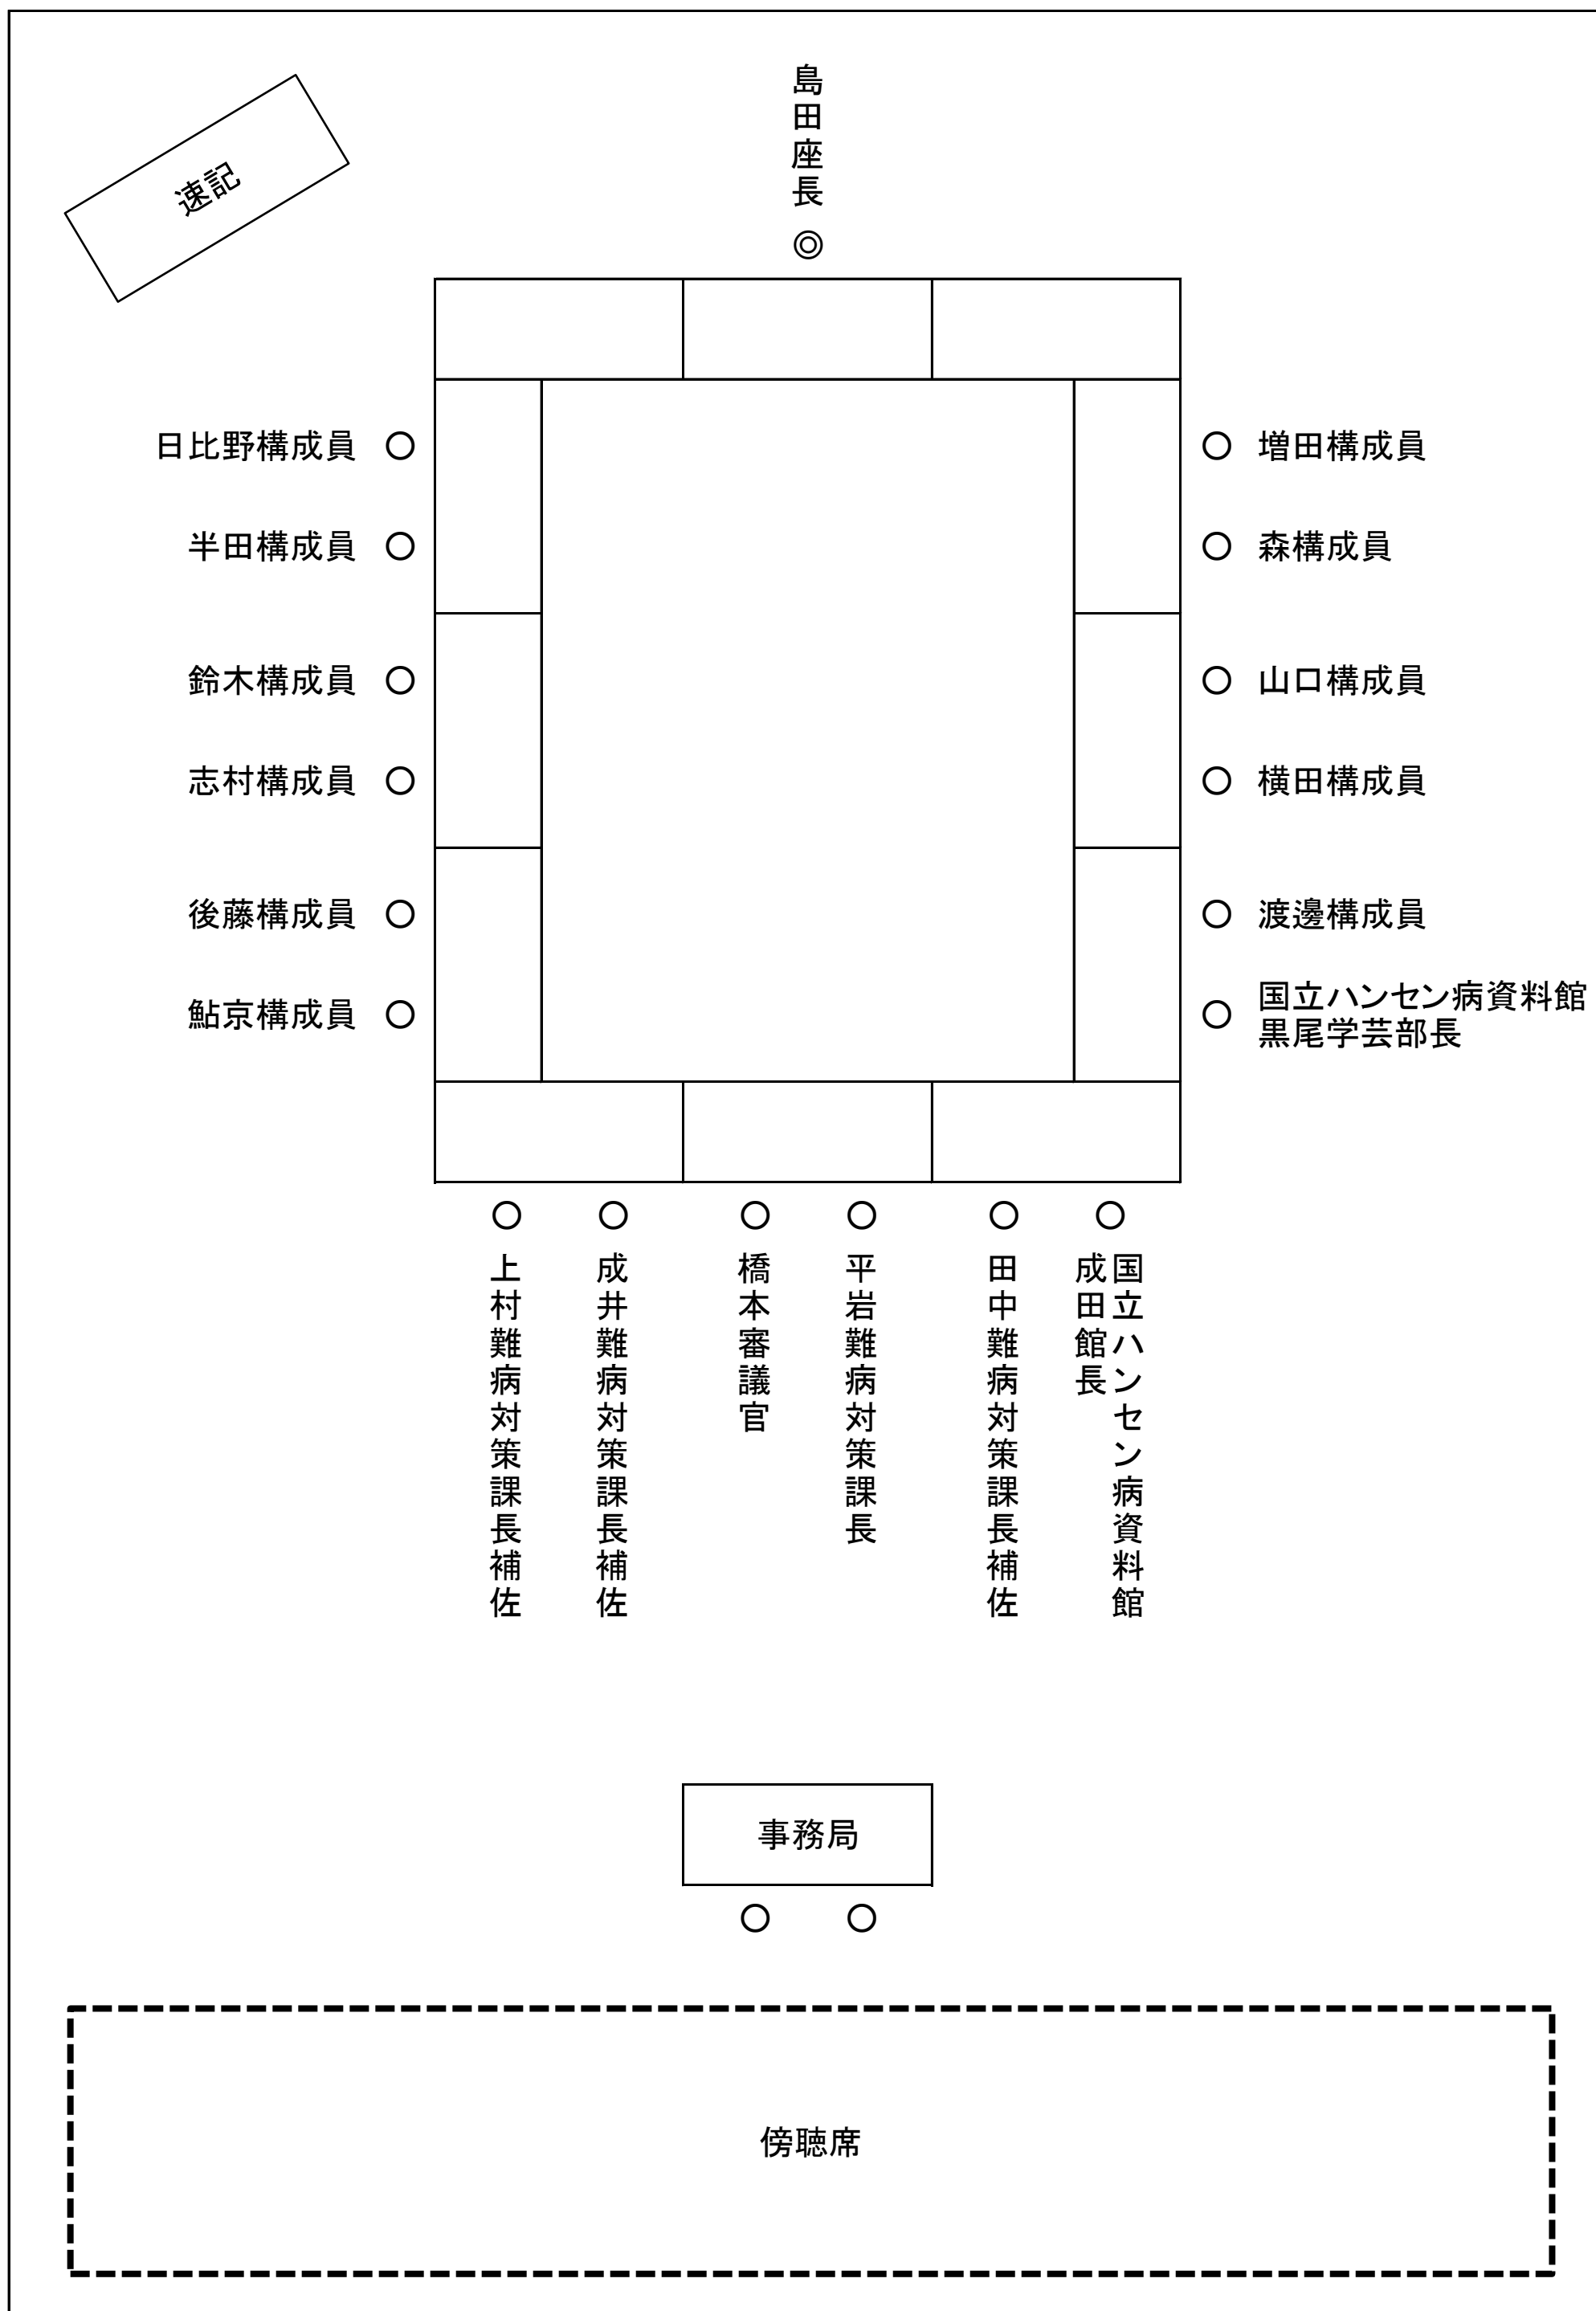 島田座長
◎
速記
日比野構成員 ○
○ 増田構成員
半田構成員 ○
○ 森構成員
鈴木構成員 ○
○ 山口構成員
志村構成員 ○
○ 横田構成員
後藤構成員 ○
○ 渡邊構成員
鮎京構成員 ○
○ 国立ハンセン病資料館
黒尾学芸部長
○ ○ ○ ○ ○ ○
上村難病対策課長補佐
成井難病対策課長補佐
橋本審議官
平岩難病対策課長
田中難病対策課長補佐
国立ハンセン病資料館
成田館長
事務局
○ ○
傍聴席